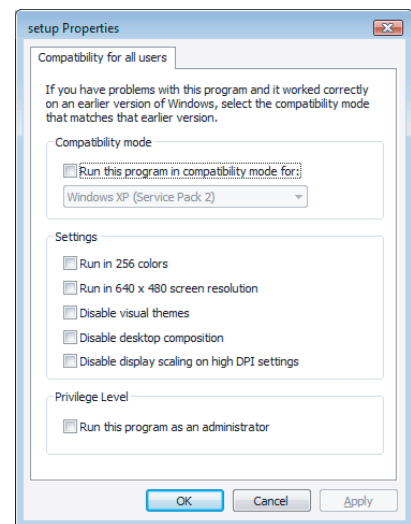 setup Properties
Compatibility for all users
If you have problems with this program and it worked correctly
on an earlier version of Windows, select the compatibility mode
that matches that earlier version.
Compatibility mode
Run this program in compatibility mode for:
Windows XP (Service Pack 2)
Settings
Run in 256 colors
Run in 640 x 480 screen resolution
Disable visual themes
Disable desktop composition
Disable display scaling on high DPI settings
Privilege Level
Run this program as an administrator
OK Cancel Apply